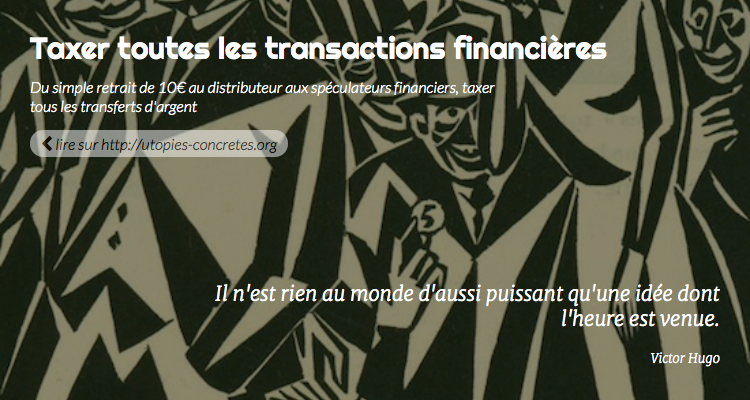 Taxer toutes les transactions financières
Du simple retrait de 10€ au distributeur aux spéculateurs financiers, taxer
tous les transferts d'argent
lire sur http://utopies-concretes.org
5
Il n'est rien au monde d'aussi puissant qu'une idée dont
l'heure est venue.
Victor Hugo